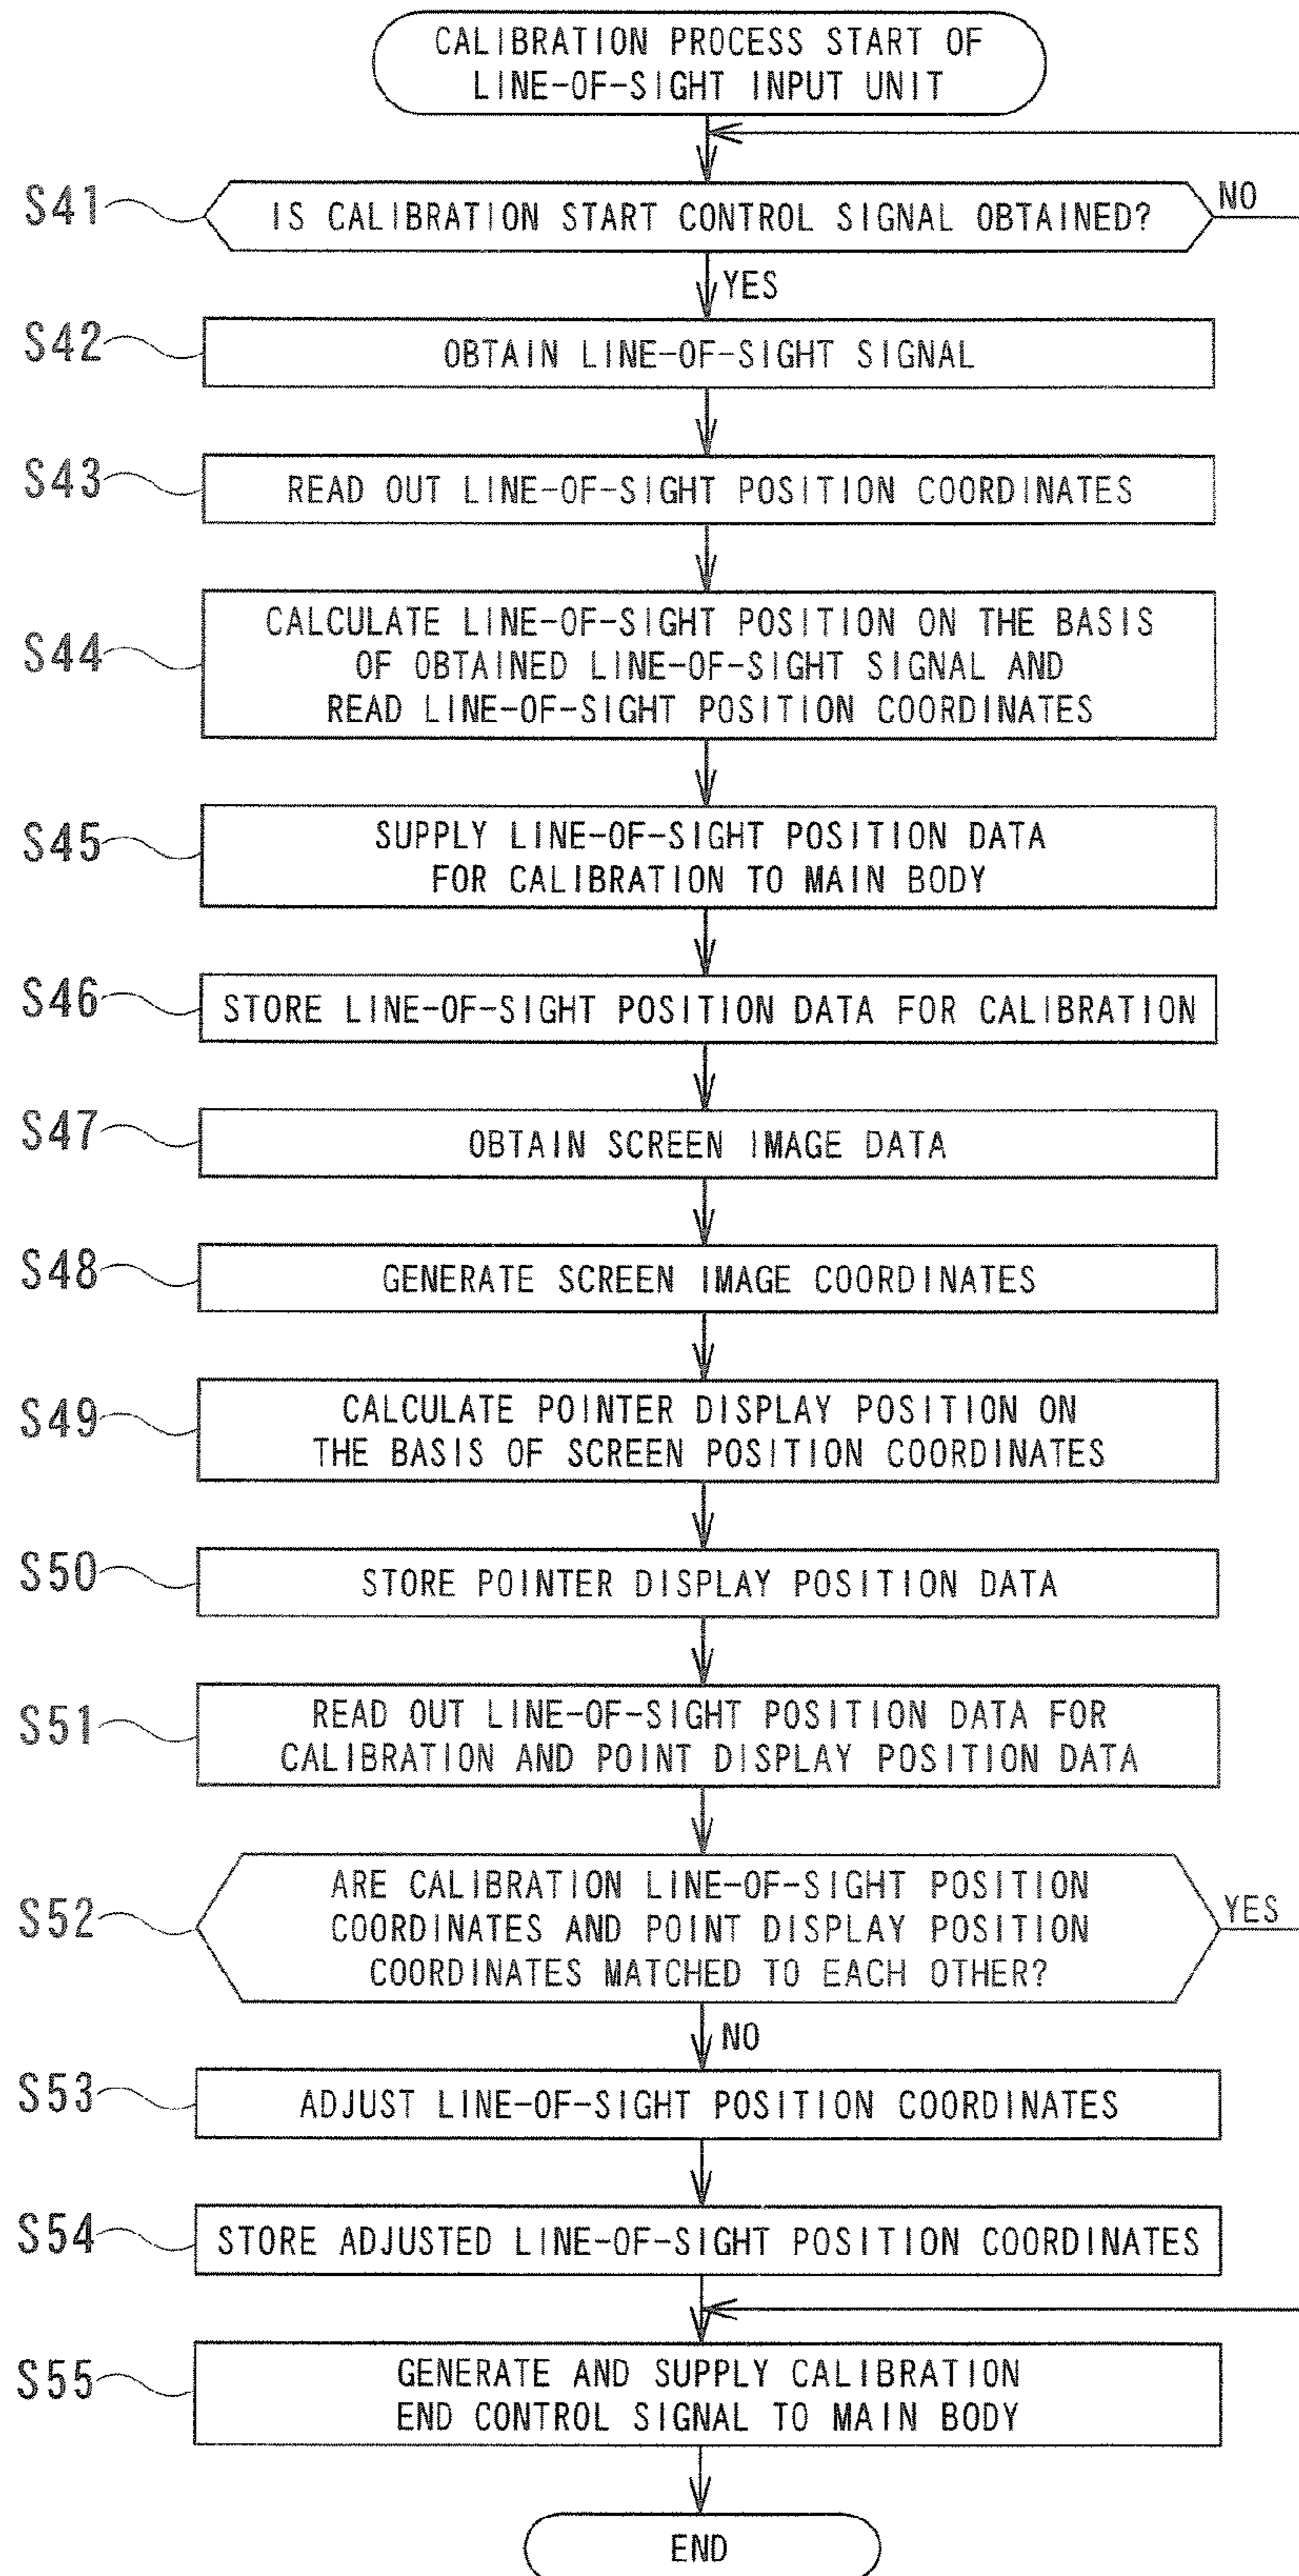 CALIBRATION PROCESS START OF
LINE-OF-SIGHT INPUT UNIT
S41
IS CALIBRATION START CONTROL SIGNAL OBTAINED?
NO
YES
S42
OBTAIN LINE-OF-SIGHT SIGNAL
S43
READ OUT LINE-OF-SIGHT POSITION COORDINATES
S44
CALCULATE LINE-OF-SIGHT POSITION ON THE BASIS
OF OBTAINED LINE-OF-SIGHT SIGNAL AND
READ LINE-OF-SIGHT POSITION COORDINATES
S45
SUPPLY LINE-OF-SIGHT POSITION DATA
FOR CALIBRATION TO MAIN BODY
S46
STORE LINE-OF-SIGHT POSITION DATA FOR CALIBRATION
S47
OBTAIN SCREEN IMAGE DATA
S48
GENERATE SCREEN IMAGE COORDINATES
S49
CALCULATE POINTER DISPLAY POSITION ON
THE BASIS OF SCREEN POSITION COORDINATES
S50
STORE POINTER DISPLAY POSITION DATA
S51
READ OUT LINE-OF-SIGHT POSITION DATA FOR
CALIBRATION AND POINT DISPLAY POSITION DATA
S52
ARE CALIBRATION LINE-OF-SIGHT POSITION
COORDINATES AND POINT DISPLAY POSITION
COORDINATES MATCHED TO EACH OTHER?
YES
NO
S53
ADJUST LINE-OF-SIGHT POSITION COORDINATES
S54
STORE ADJUSTED LINE-OF-SIGHT POSITION COORDINATES
S55
GENERATE AND SUPPLY CALIBRATION
END CONTROL SIGNAL TO MAIN BODY
END